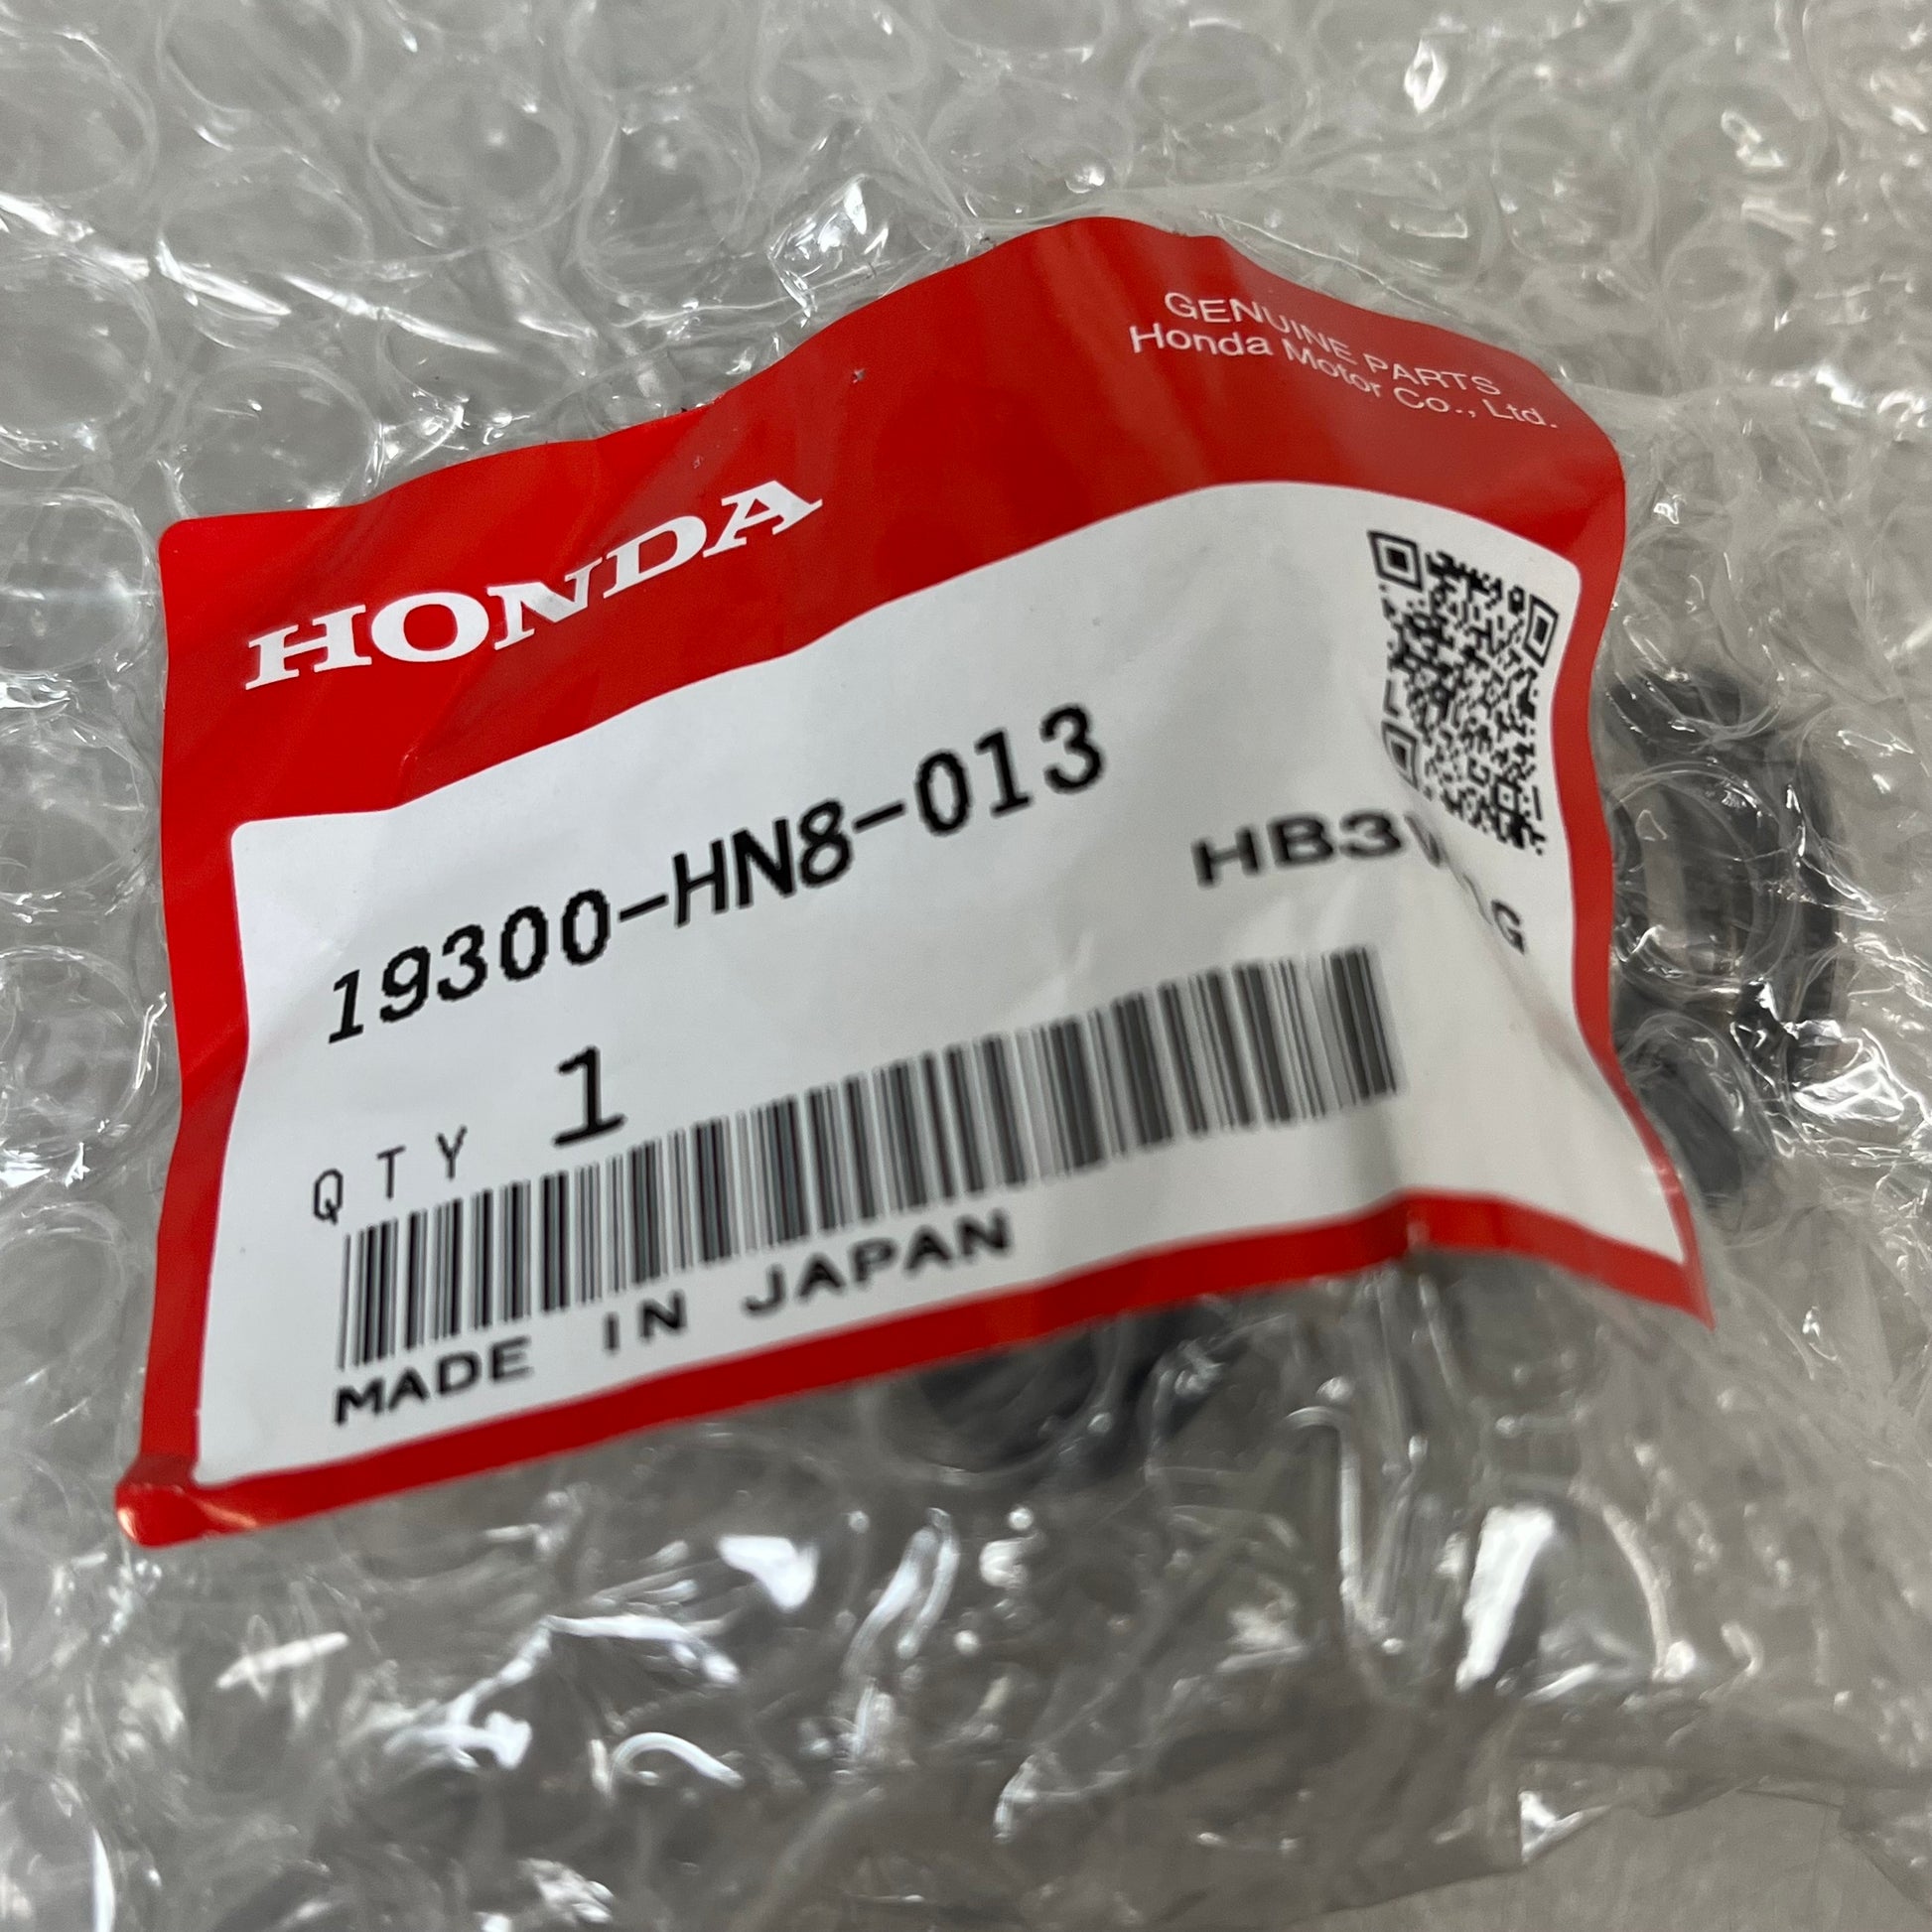 GENUINE PARTS
Honda Motor Co., Ltd.
HONDA
19300-HN8-013
QTY 1
MADE IN JAPAN